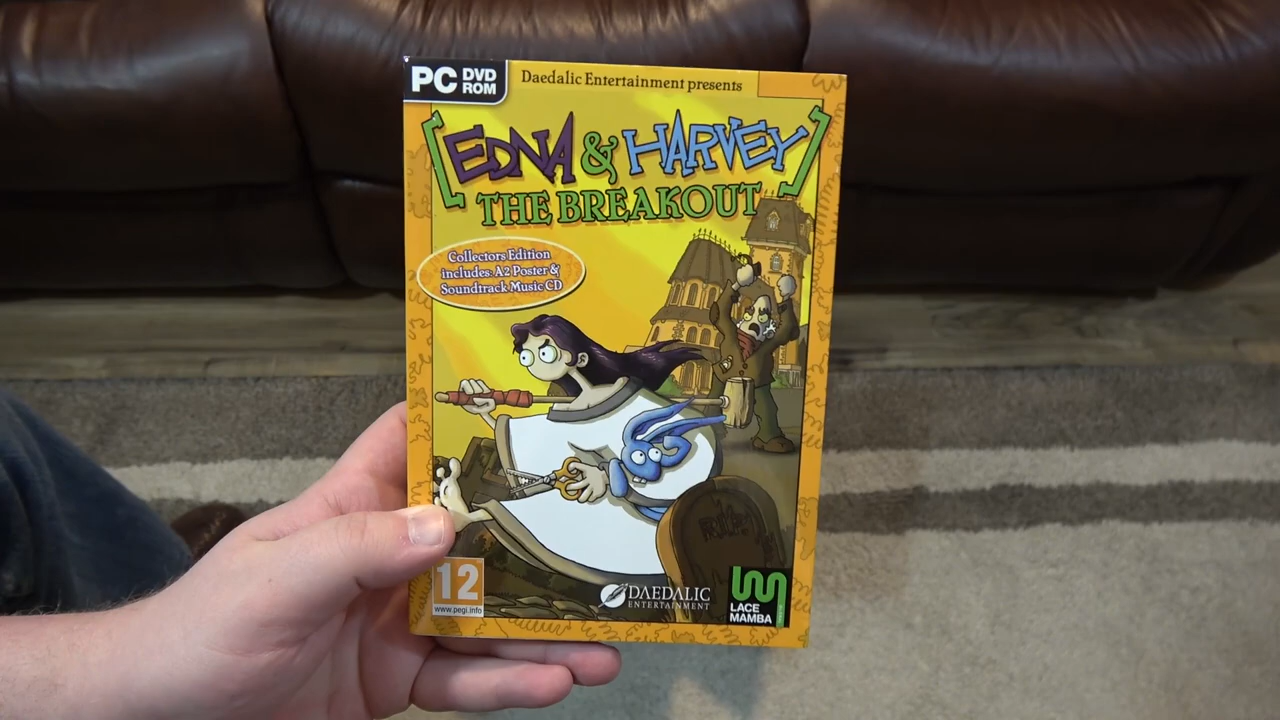 PC DVD ROM
Daedalic Entertainment presents
EDNA & HARVEY
THE BREAKOUT
Collectors Edition
includes: A2 Poster &
Soundtrack Music CD
12
www.pegi.info
DAEDALIC
ENTERTAINMENT
LACE
MAMBA